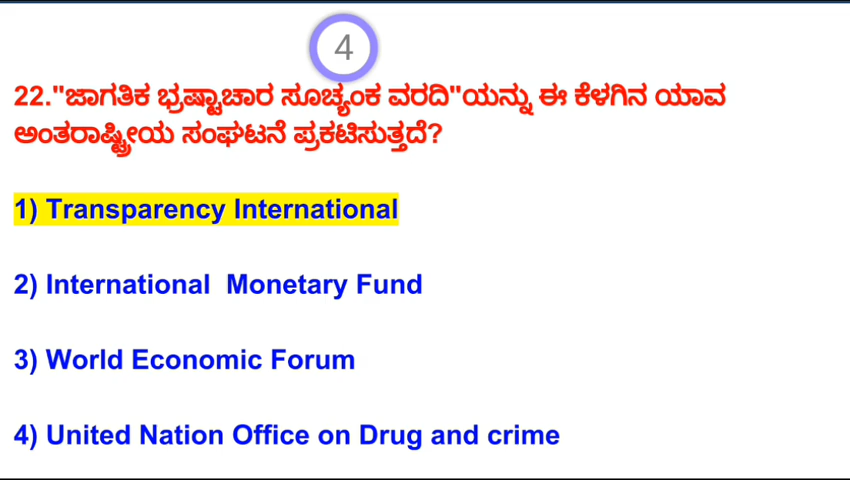 4
22."ಜಾಗತಿಕ ಭ್ರಷ್ಟಾಚಾರ ಸೂಚ್ಯಂಕ ವರದಿ"ಯನ್ನು ಈ ಕೆಳಗಿನ ಯಾವ
ಅಂತರಾಷ್ಟ್ರೀಯ ಸಂಘಟನೆ ಪ್ರಕಟಿಸುತ್ತದೆ?
1) Transparency International
2) International  Monetary Fund
3) World Economic Forum
4) United Nation Office on Drug and crime